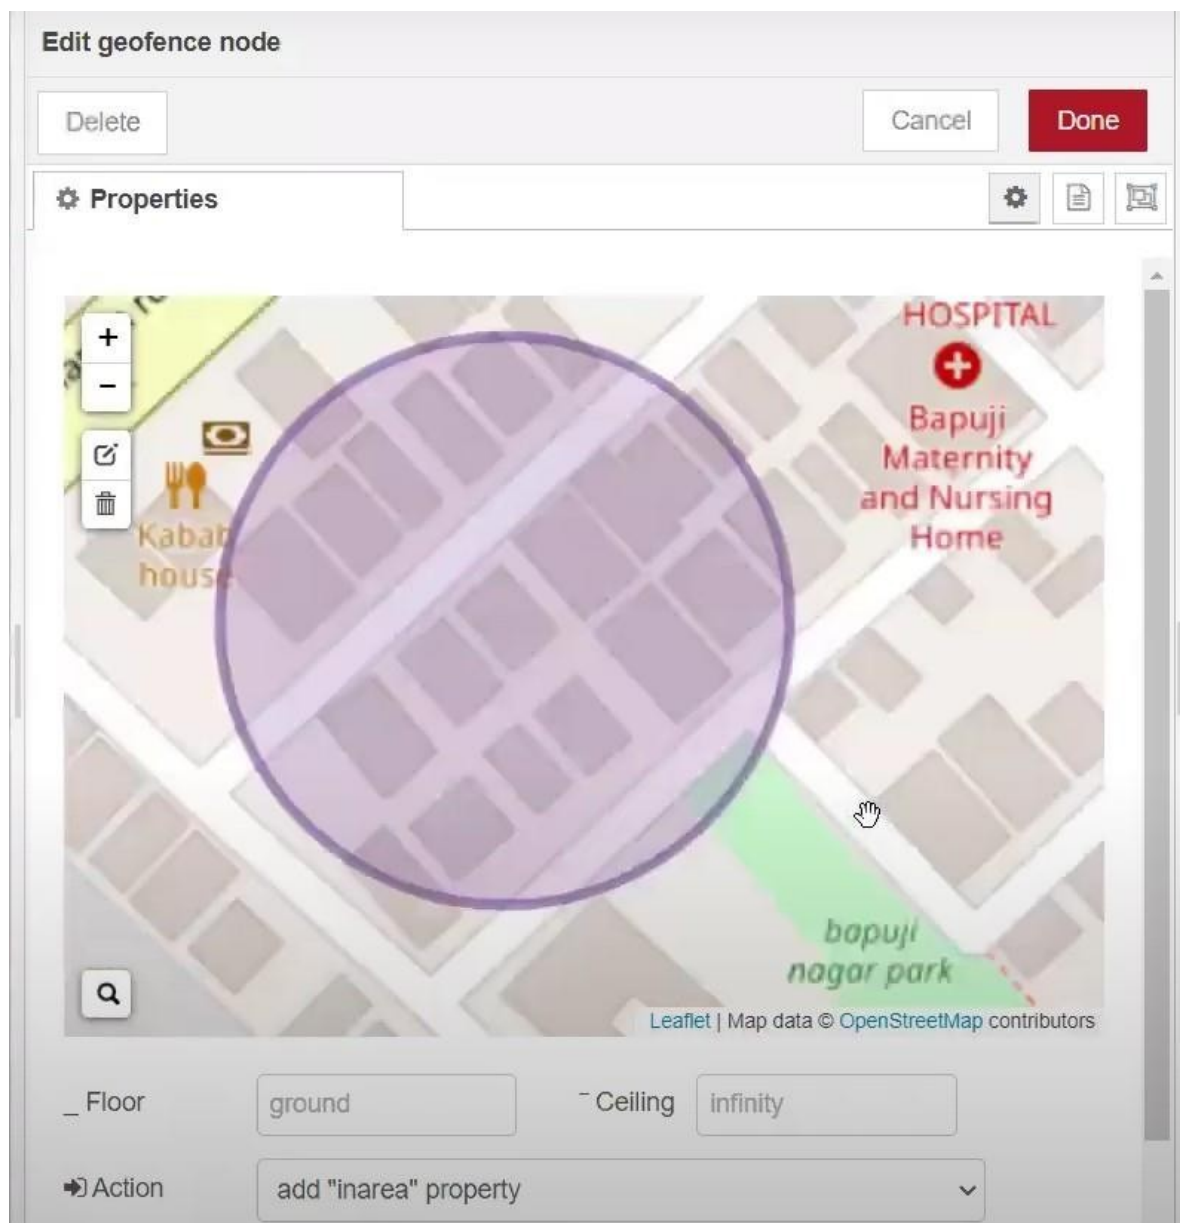 Edit geofence node
Delete
Cancel
Done
Properties
+
−
HOSPITAL
Bapuji
Maternity
and Nursing
Home
Kabab
house
bapuji
nagar park
Leaflet | Map data © OpenStreetMap contributors
_ Floor
ground
‾ Ceiling
infinity
Action
add "inarea" property